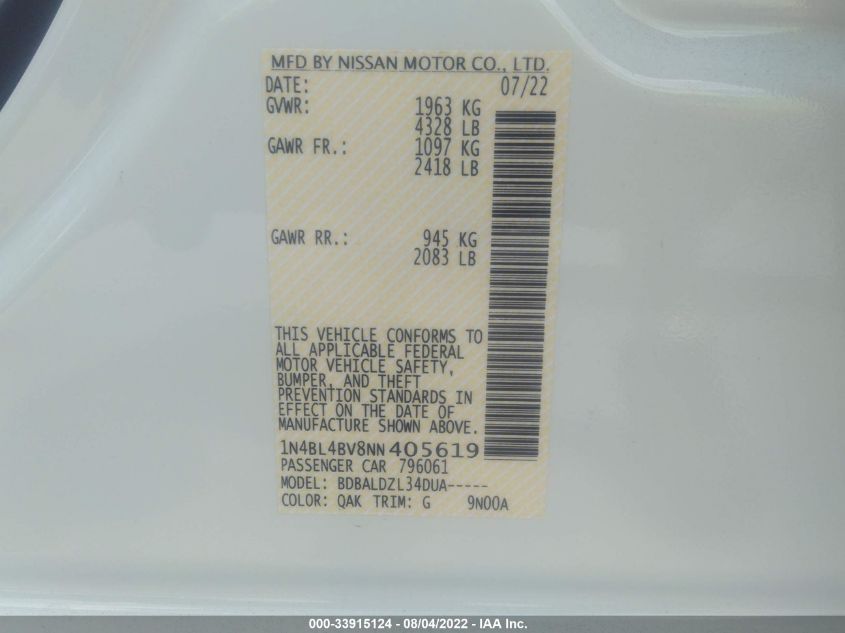 MFD BY NISSAN MOTOR CO., LTD.
DATE: 07/22
GVWR: 1963 KG
4328 LB
GAWR FR.: 1097 KG
2418 LB
GAWR RR.: 945 KG
2083 LB
THIS VEHICLE CONFORMS TO
ALL APPLICABLE FEDERAL
MOTOR VEHICLE SAFETY,
BUMPER, AND THEFT
PREVENTION STANDARDS IN
EFFECT ON THE DATE OF
MANUFACTURE SHOWN ABOVE.
1N4BL4BV8NN405619
PASSENGER CAR 796061
MODEL: BDBALDZL34DUA-----
COLOR: QAK TRIM: G 9N00A
000-33915124 - 08/04/2022 - IAA Inc.